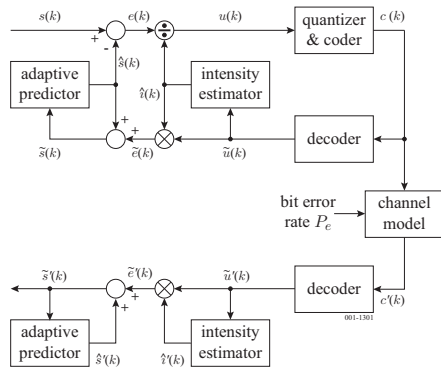 s(k) e(k) u(k) quantizer & coder c (k)
+
-
ŝ(k)
adaptive predictor
î(k)
intensity estimator
+
+
s̃(k) ẽ(k) ũ(k) decoder
bit error rate Pₑ channel model
s̃′(k) ẽ′(k) ũ′(k) decoder c′(k)
+
+
001-1301
adaptive predictor ŝ′(k) î′(k) intensity estimator